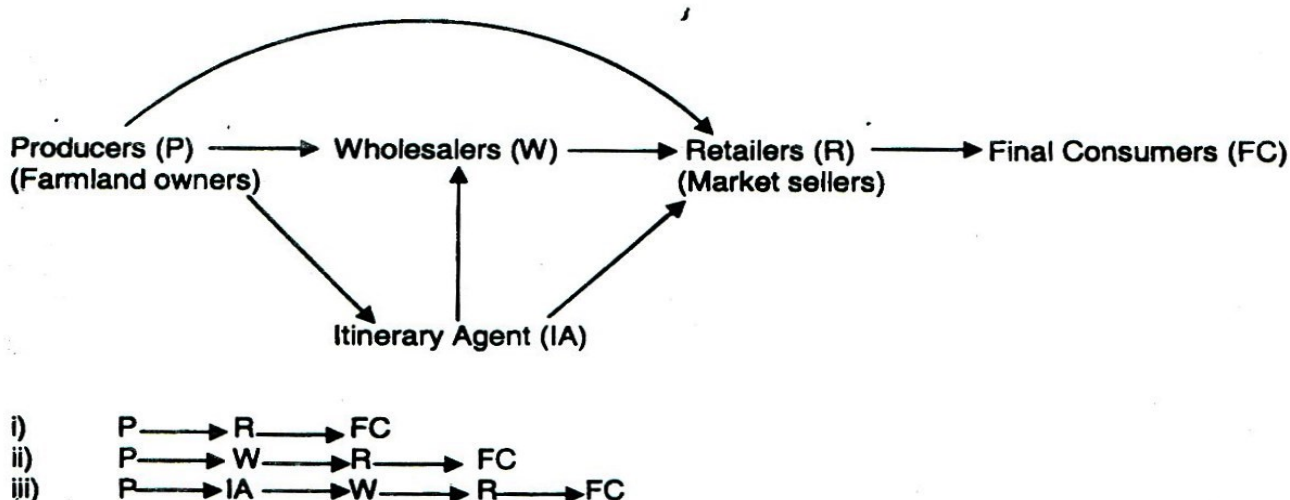 Producers (P) Wholesalers (W) Retailers (R) Final Consumers (FC)
(Farmland owners) (Market sellers)
Itinerary Agent (IA)
i) P R FC
ii) P W R FC
iii) P IA W R FC